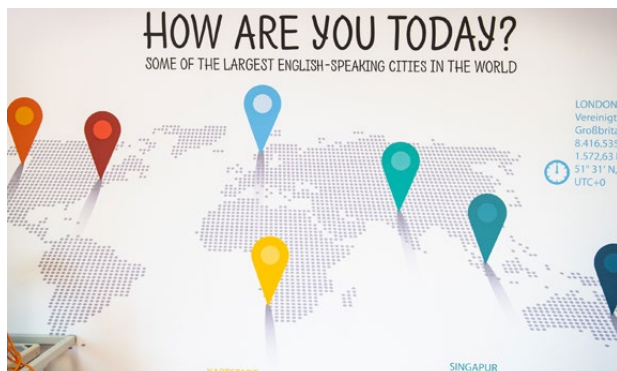 HOW ARE YOU TODAY?
SOME OF THE LARGEST ENGLISH-SPEAKING CITIES IN THE WORLD
LONDON
Vereinigt
Großbrita
8.416.535
1.572,63
51° 31' N,
UTC+0
SINGAPUR